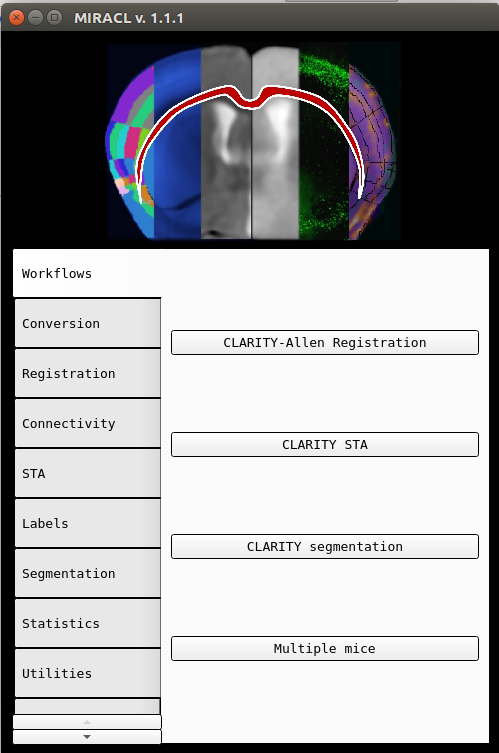 MIRACL v. 1.1.1
Workflows
Conversion
Registration
Connectivity
STA
Labels
Segmentation
Statistics
Utilities
CLARITY-Allen Registration
CLARITY STA
CLARITY segmentation
Multiple mice